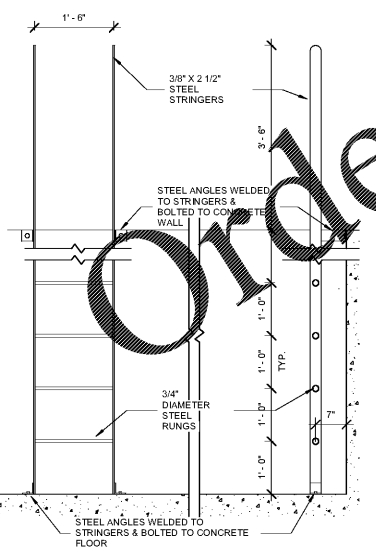 1' - 6"
3/8" X 2 1/2"
STEEL
STRINGERS
3' - 6"
STEEL ANGLES WELDED
TO STRINGERS &
BOLTED TO CONCRETE
WALL
Orde
1' - 0"
1' - 0"
TYP.
3/4"
DIAMETER
STEEL
RUNGS
1' - 0"
7"
1' - 0"
STEEL ANGLES WELDED TO
STRINGERS & BOLTED TO CONCRETE
FLOOR